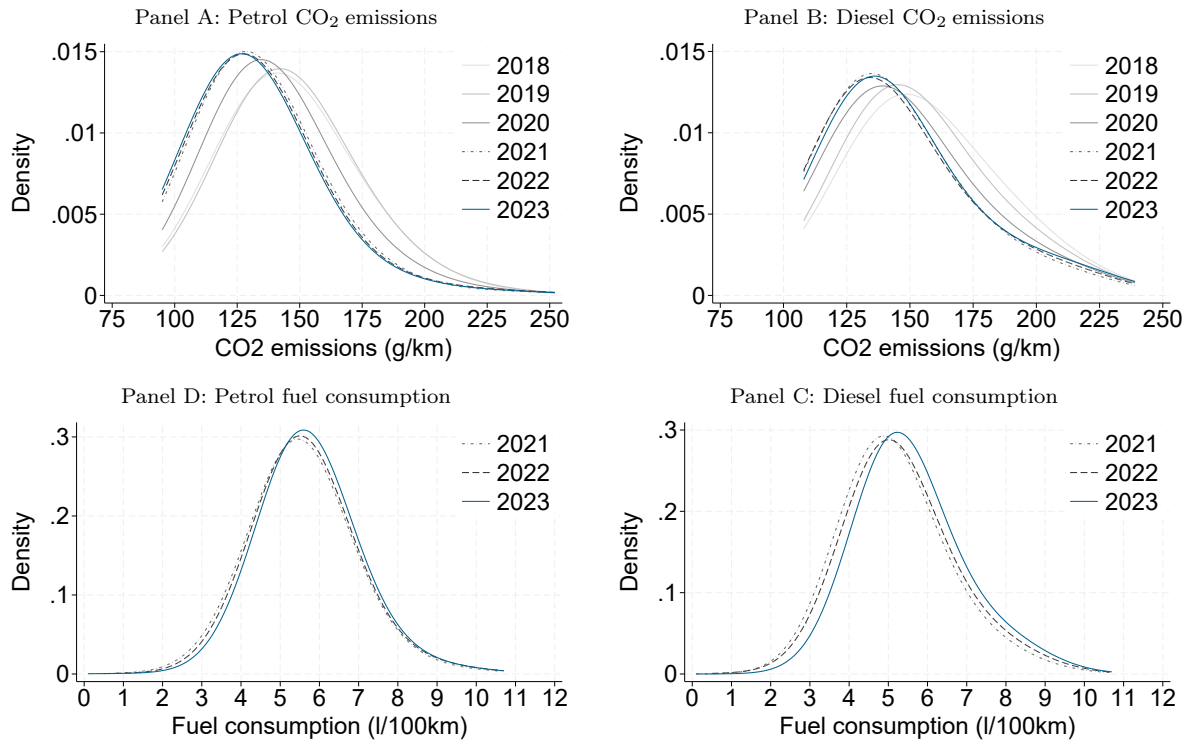 Panel A: Petrol CO₂ emissions
Density
.015
.01
.005
0
2018
2019
2020
2021
2022
2023
75 100 125 150 175 200 225 250
CO2 emissions (g/km)
Panel B: Diesel CO₂ emissions
Density
.015
.01
.005
0
2018
2019
2020
2021
2022
2023
75 100 125 150 175 200 225 250
CO2 emissions (g/km)
Panel D: Petrol fuel consumption
Density
.3
.2
.1
0
2021
2022
2023
0 1 2 3 4 5 6 7 8 9 10 11 12
Fuel consumption (l/100km)
Panel C: Diesel fuel consumption
Density
.3
.2
.1
0
2021
2022
2023
0 1 2 3 4 5 6 7 8 9 10 11 12
Fuel consumption (l/100km)